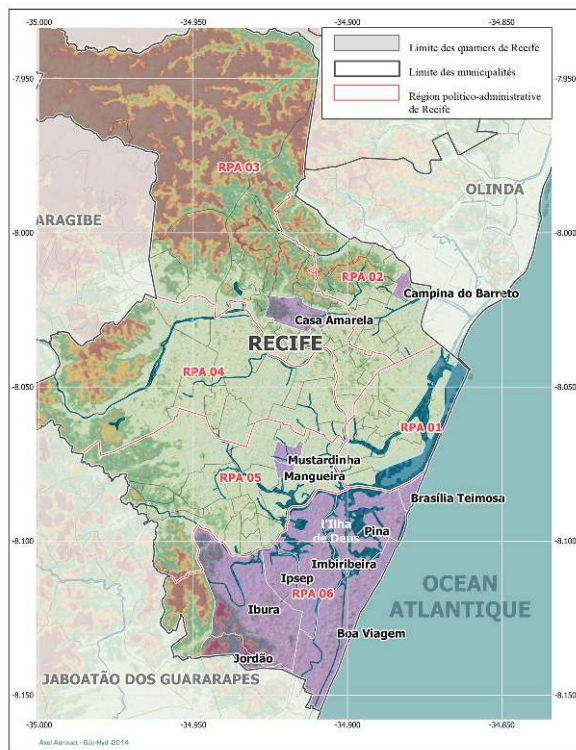 -35.000
-34.950
-34.900
-34.850
Limite des quartiers de Recife
Limite des municipalités
Région politico-administrative
de Recife
-7.950
-7.950
RPA 03
OLINDA
ARAGIBE
-8.000
-8.000
RPA 02
Campina do Barreto
Casa Amarela
RECIFE
RPA 04
-8.050
-8.050
RPA 01
Mustardinha
Mangueira
RPA 05
Brasília Teimosa
l'Ilha
de Deus
Pina
-8.100
-8.100
Imbiribeira
Ipsep
RPA 06
OCEAN
ATLANTIQUE
Ibura
Boa Viagem
Jordão
JABOATÃO DOS GUARARAPES
-8.150
-8.150
-35.000
-34.950
-34.900
-34.850